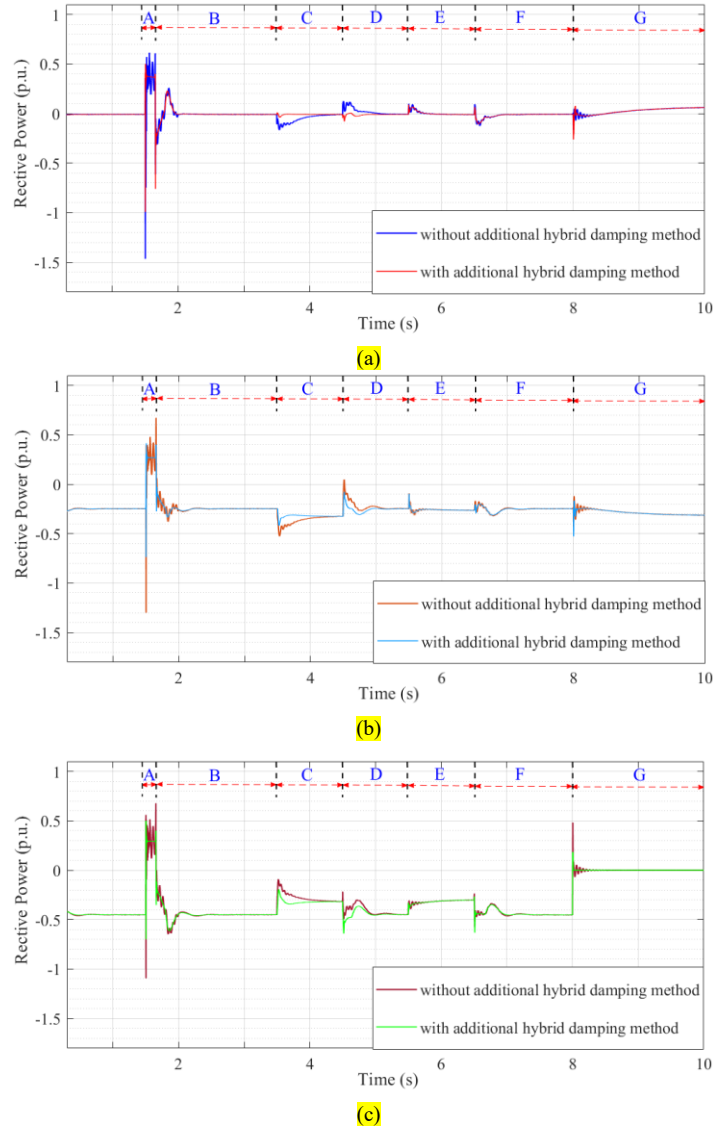 A B C D E F G
1
0.5
0
-0.5
-1
-1.5
Rective Power (p.u.)
without additional hybrid damping method
with additional hybrid damping method
2 4 6 8 10
Time (s)
(a)
A B C D E F G
1
0.5
0
-0.5
-1
-1.5
Rective Power (p.u.)
without additional hybrid damping method
with additional hybrid damping method
2 4 6 8 10
Time (s)
(b)
A B C D E F G
1
0.5
0
-0.5
-1
-1.5
Rective Power (p.u.)
without additional hybrid damping method
with additional hybrid damping method
2 4 6 8 10
Time (s)
(c)